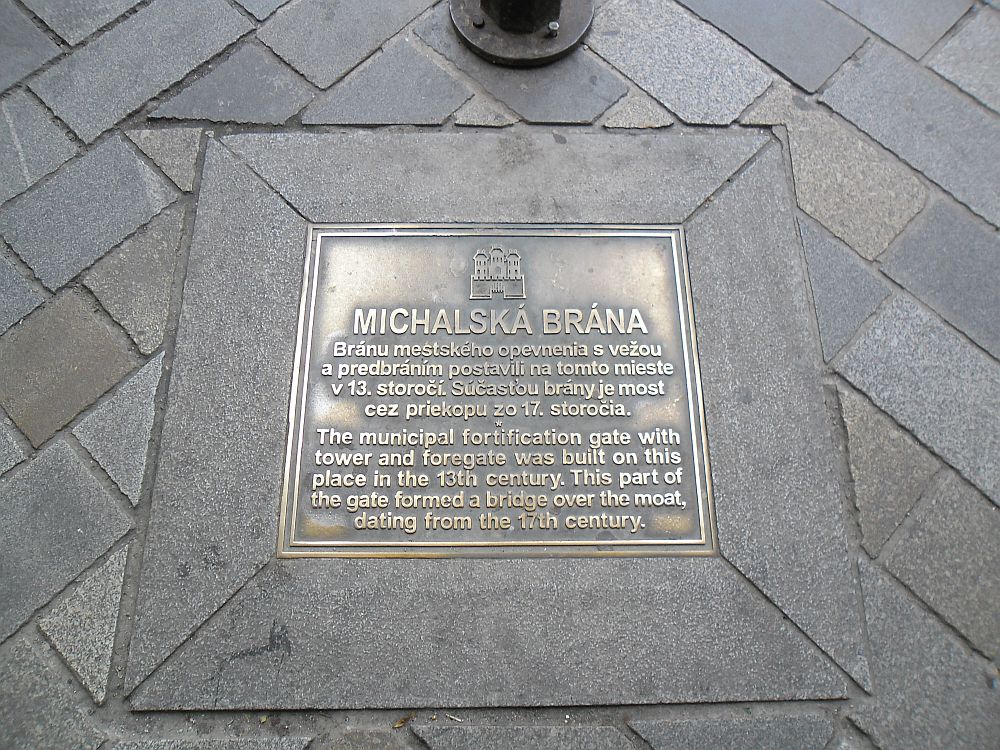 MICHALSKÁ BRÁNA
Bránu mestského opevnenia s vežou
a predbráním postavili na tomto mieste
v 13. storočí. Súčasťou brány je most
cez priekopu zo 17. storočia.
*
The municipal fortification gate with
tower and foregate was built on this
place in the 13th century. This part of
the gate formed a bridge over the moat,
dating from the 17th century.